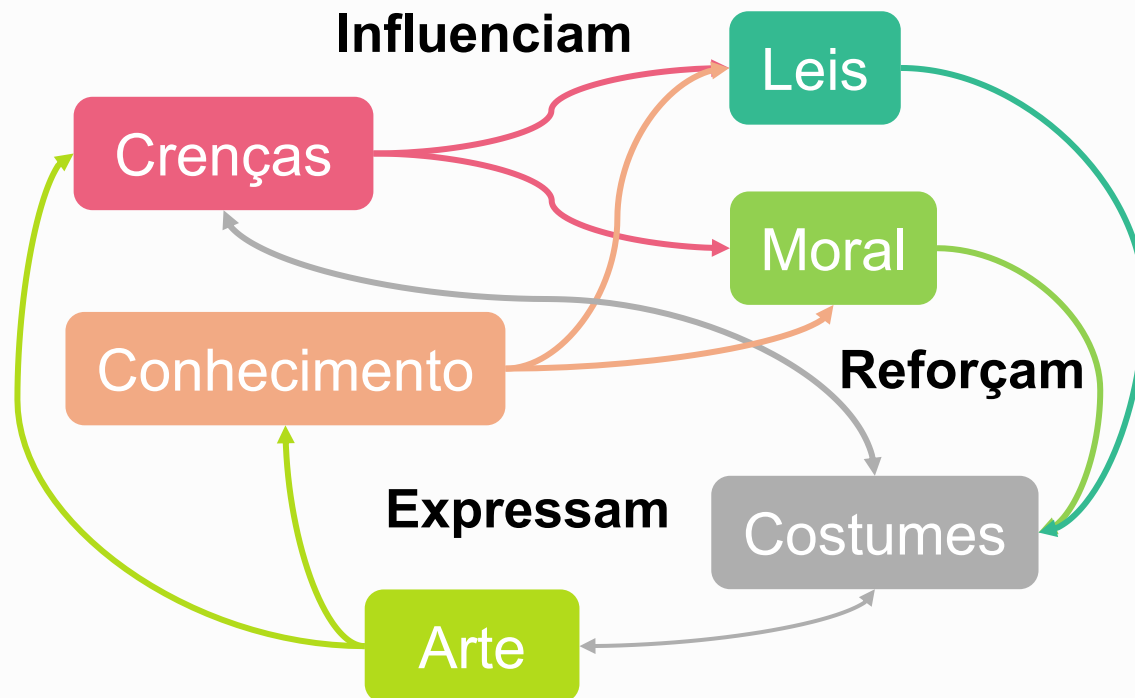 Influenciam
Leis
Crenças
Moral
Conhecimento
Reforçam
Expressam
Costumes
Arte